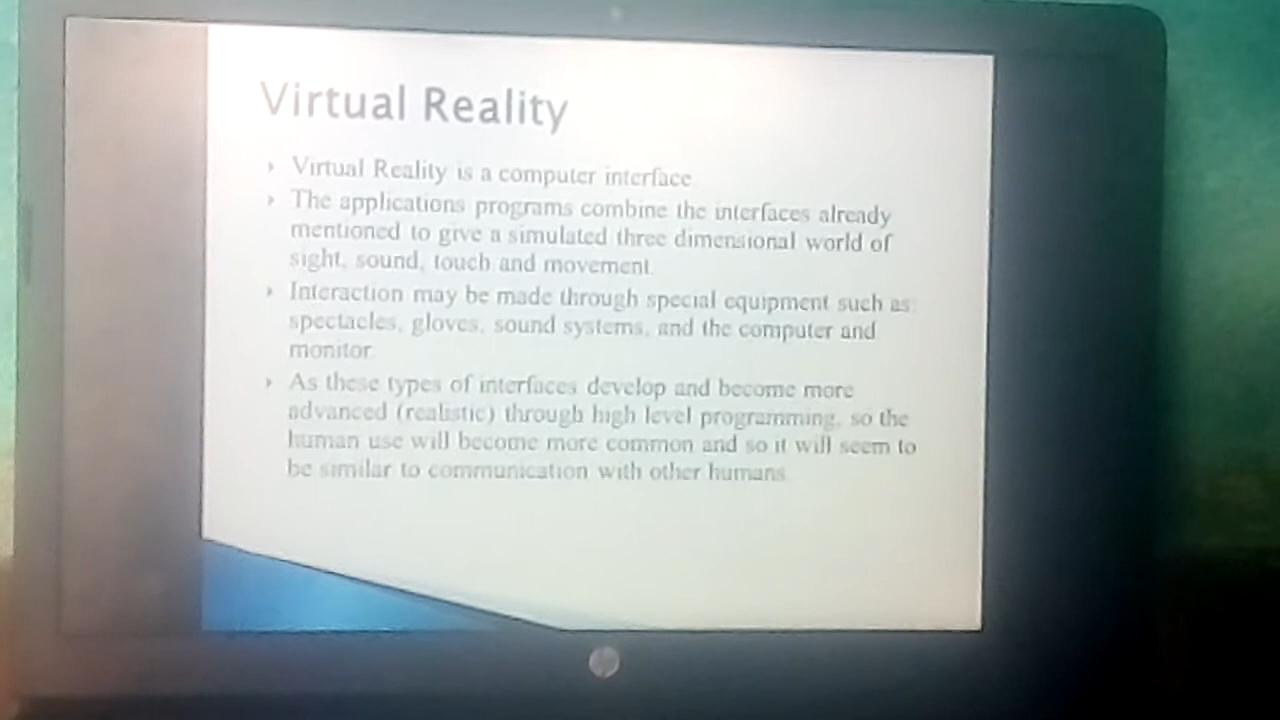 Virtual Reality
Virtual Reality is a computer interface
The applications programs combine the interfaces already
mentioned to give a simulated three dimensional world of
sight, sound, touch and movement.
Interaction may be made through special equipment such as:
spectacles, gloves, sound systems, and the computer and
monitor.
As these types of interfaces develop and become more
advanced (realistic) through high level programming, so the
human use will become more common and so it will seem to
be similar to communication with other humans.
hp